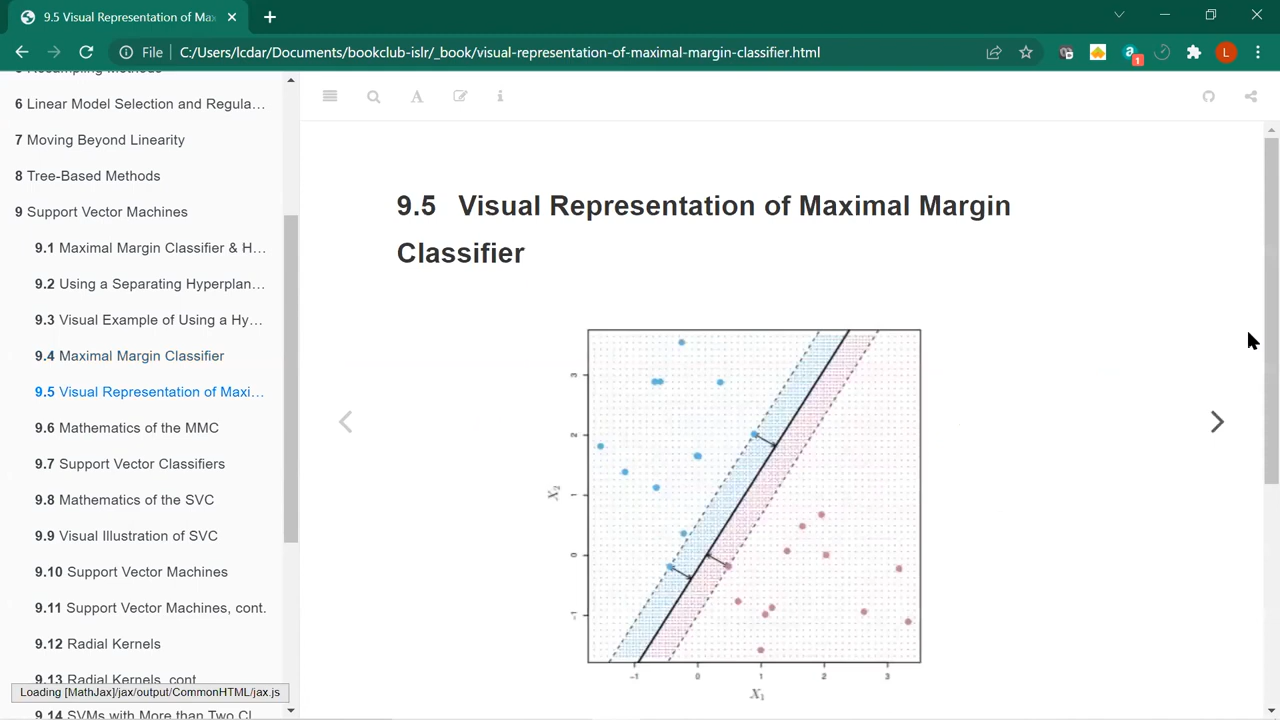 9.5 Visual Representation of Max
File
C:/Users/lcdar/Documents/bookclub-islr/_book/visual-representation-of-maximal-margin-classifier.html
1
L
6 Linear Model Selection and Regula…
7 Moving Beyond Linearity
8 Tree-Based Methods
9 Support Vector Machines
9.1 Maximal Margin Classifier & H…
9.2 Using a Separating Hyperplan…
9.3 Visual Example of Using a Hy…
9.4 Maximal Margin Classifier
9.5 Visual Representation of Maxi…
9.6 Mathematics of the MMC
9.7 Support Vector Classifiers
9.8 Mathematics of the SVC
9.9 Visual Illustration of SVC
9.10 Support Vector Machines
9.11 Support Vector Machines, cont.
9.12 Radial Kernels
9.13 Radial Kernels, cont
9.14 SVMs with More than Two Cl
Loading [MathJax]/jax/output/CommonHTML/jax.js
9.5 Visual Representation of Maximal Margin
Classifier
3
2
1
0
−1
X₂
−1 0 1 2 3
X₁